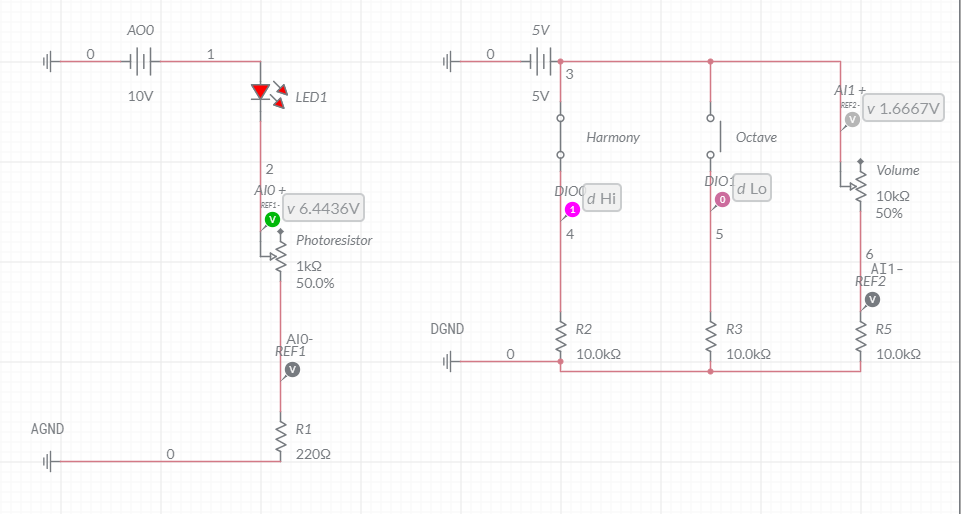 AO0
0
1
10V
LED1
2
AI0 +
REF1-
V
v 6.4436V
Photoresistor
1kΩ
50.0%
AI0-
REF1
V
AGND
0
R1
220Ω
5V
0
3
5V
Harmony
DIO0
1
d Hi
4
Octave
DIO1
0
d Lo
5
AI1 +
REF2-
V
v 1.6667V
Volume
10kΩ
50%
6
AI1-
REF2
V
DGND
0
R2
10.0kΩ
R3
10.0kΩ
R5
10.0kΩ